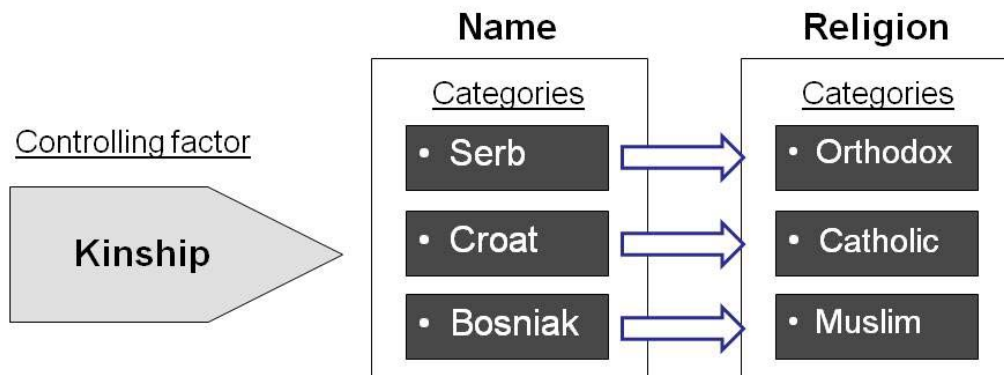 Name
Religion
Controlling factor
Kinship
Categories
• Serb
• Croat
• Bosniak
Categories
• Orthodox
• Catholic
• Muslim